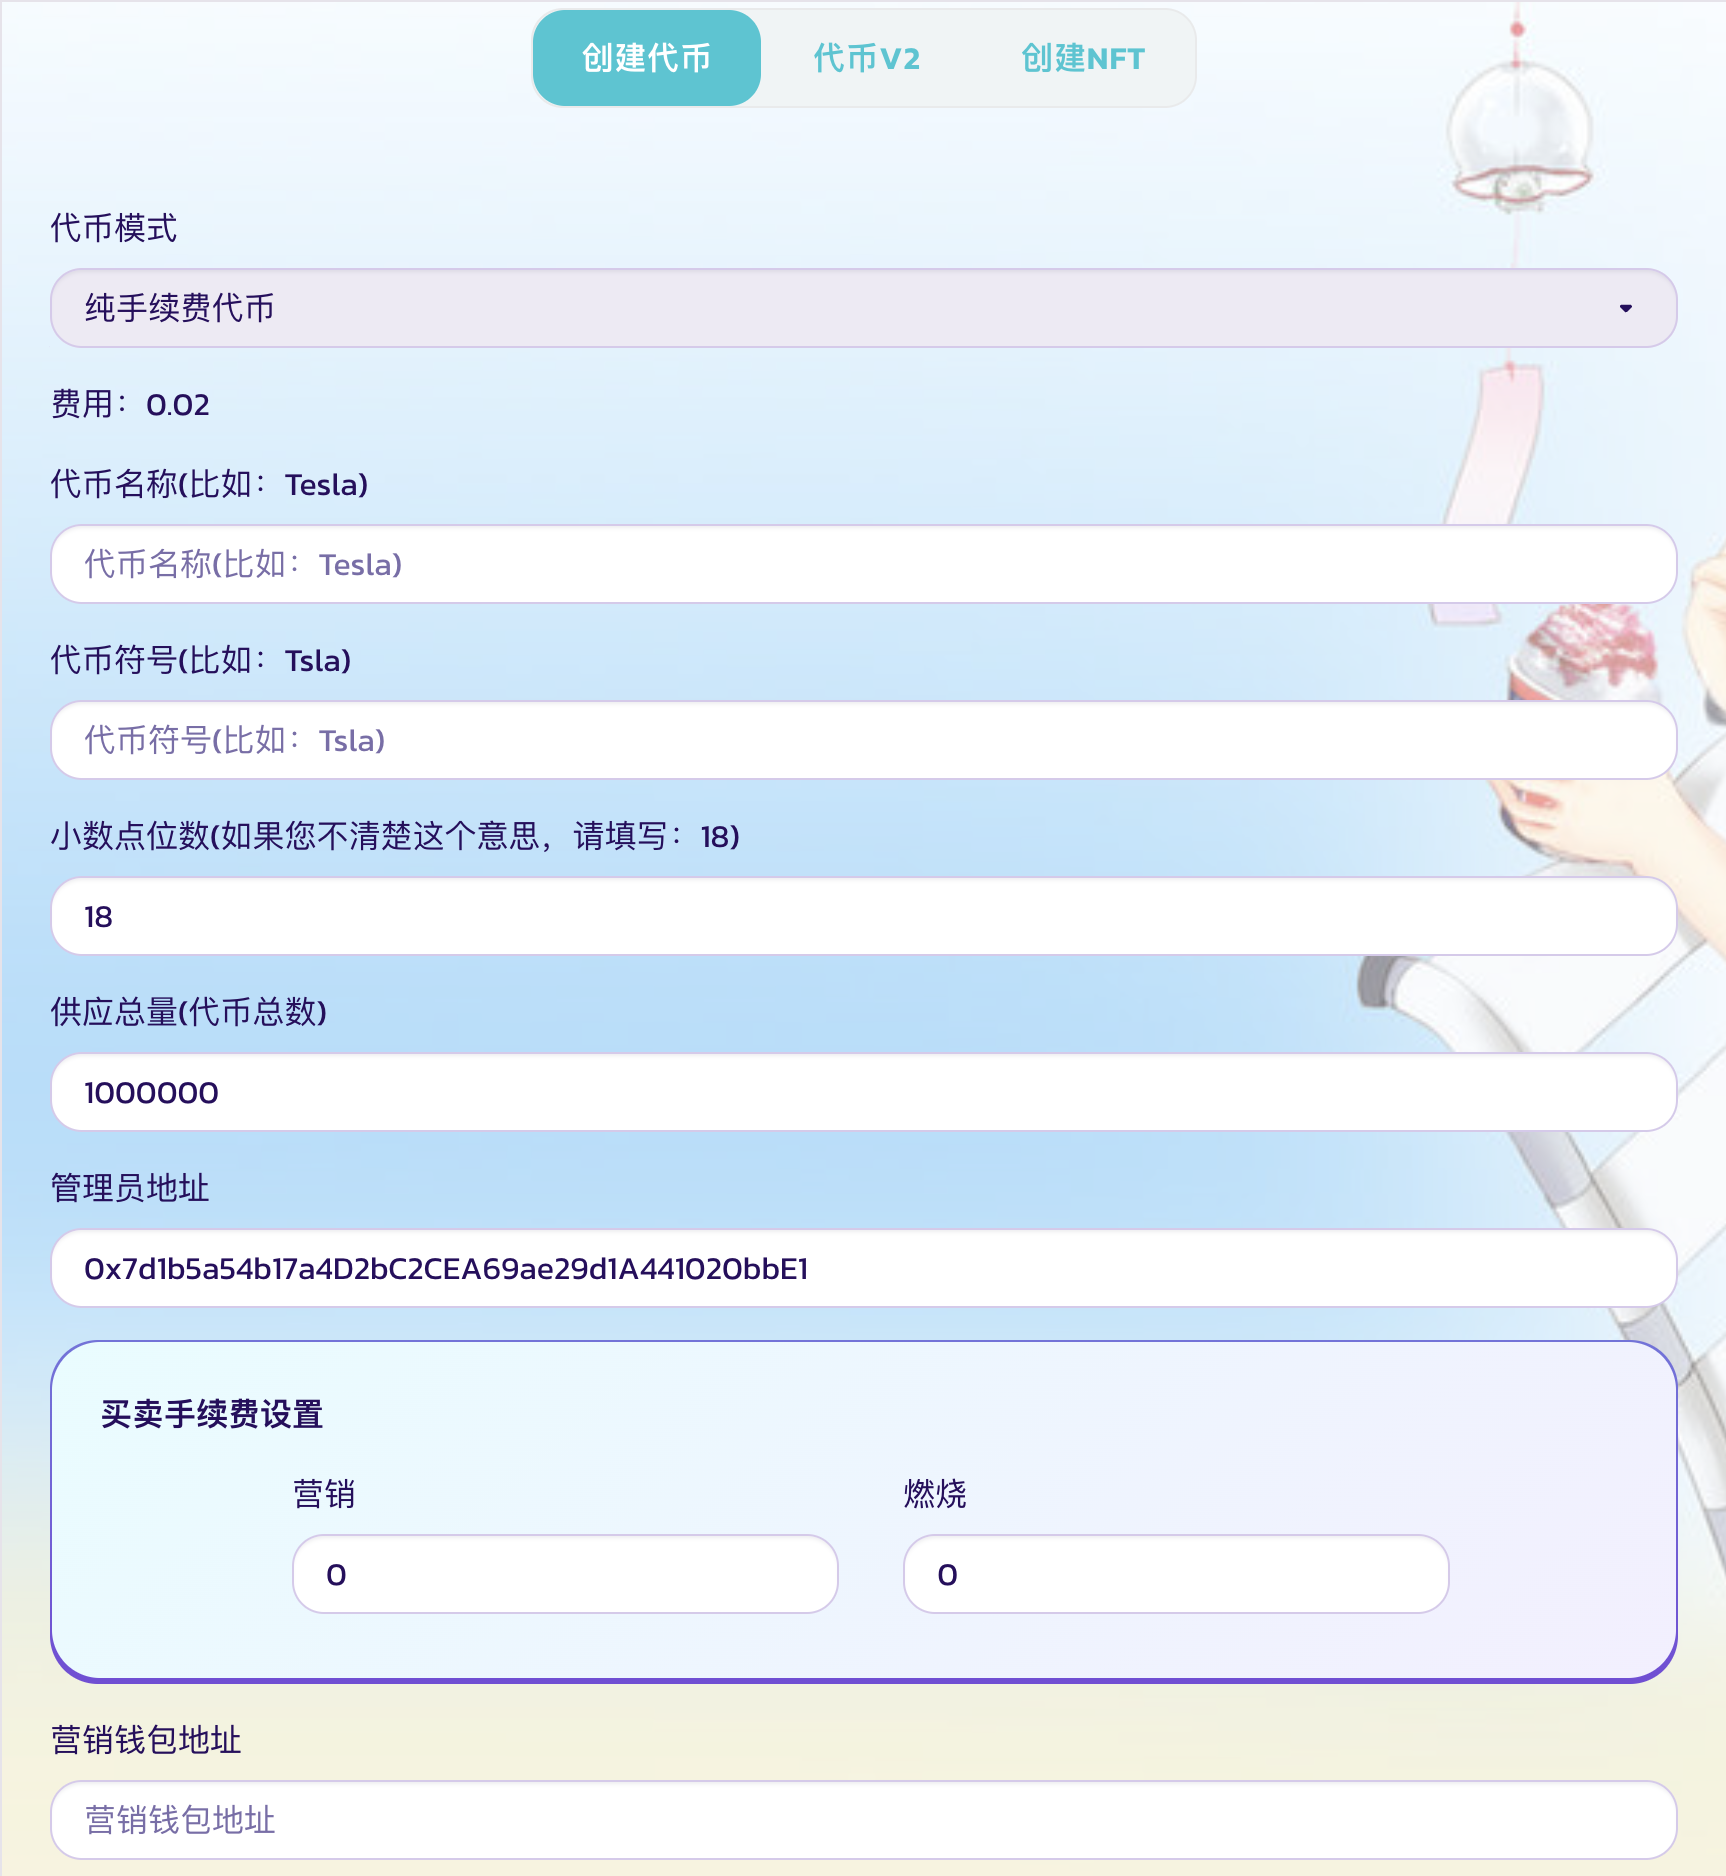 创建代币 代币V2 创建NFT
代币模式
纯手续费代币
费用：0.02
代币名称(比如：Tesla)
代币名称(比如：Tesla)
代币符号(比如：Tsla)
代币符号(比如：Tsla)
小数点位数(如果您不清楚这个意思，请填写：18)
18
供应总量(代币总数)
1000000
管理员地址
0x7d1b5a54b17a4D2bC2CEA69ae29d1A441020bbE1
买卖手续费设置
营销 燃烧
0 0
营销钱包地址
营销钱包地址